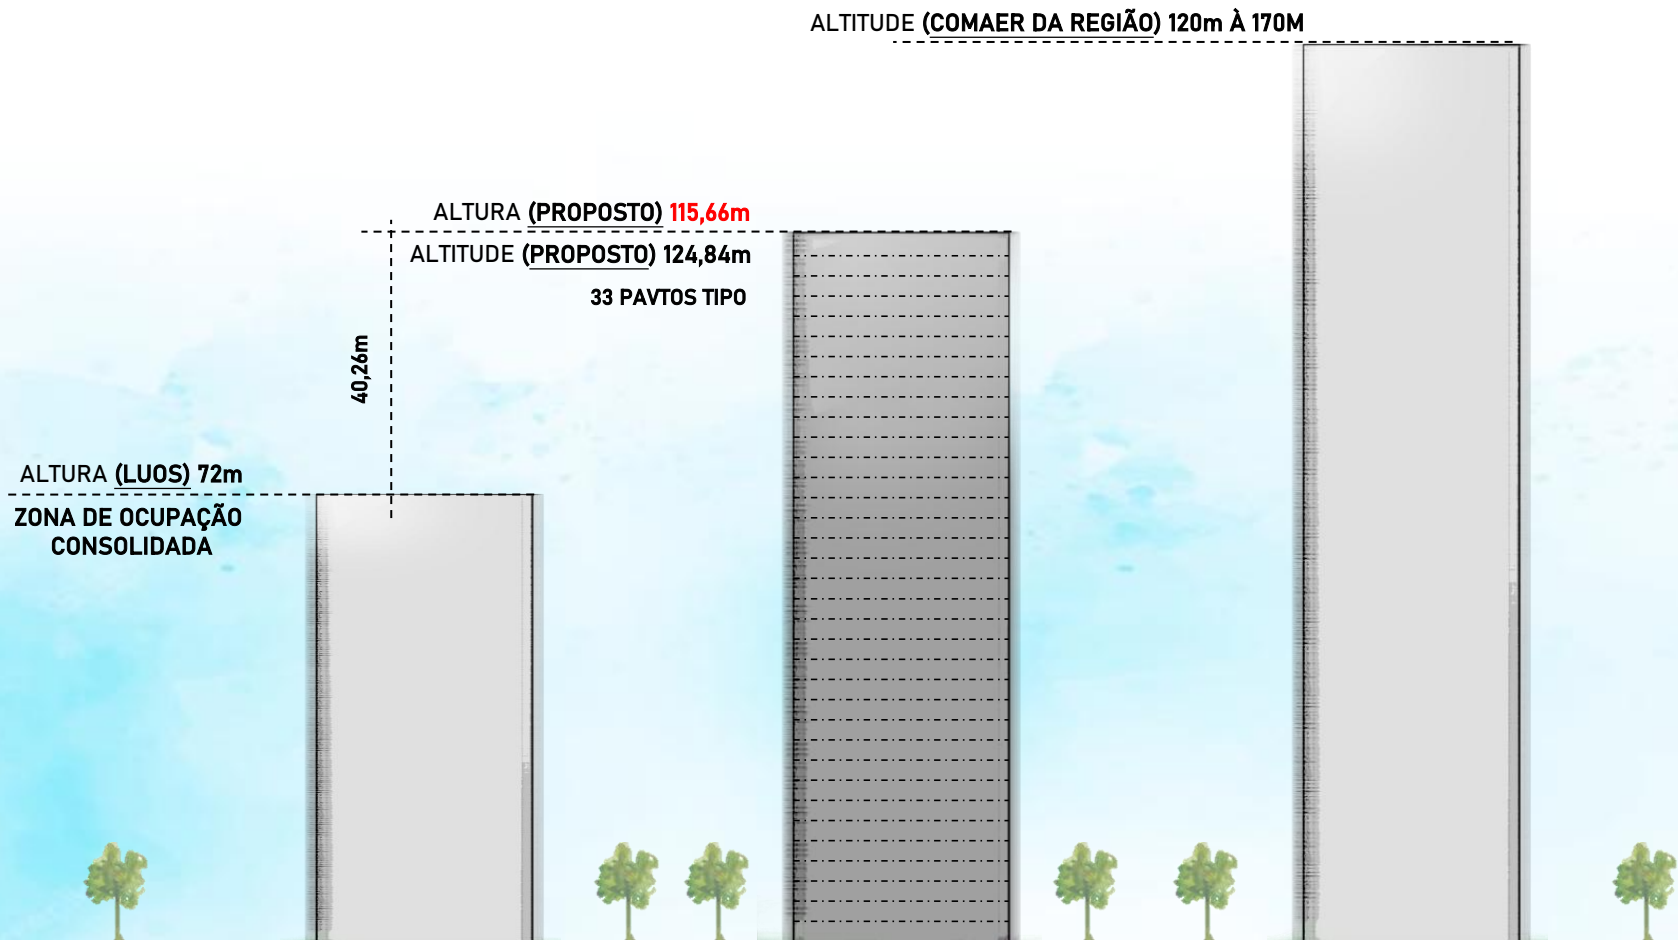 ALTITUDE (COMAER DA REGIÃO) 120m À 170M
ALTURA (PROPOSTO) 115,66m
ALTITUDE (PROPOSTO) 124,84m
33 PAVTOS TIPO
40,26m
ALTURA (LUOS) 72m
ZONA DE OCUPAÇÃO
CONSOLIDADA